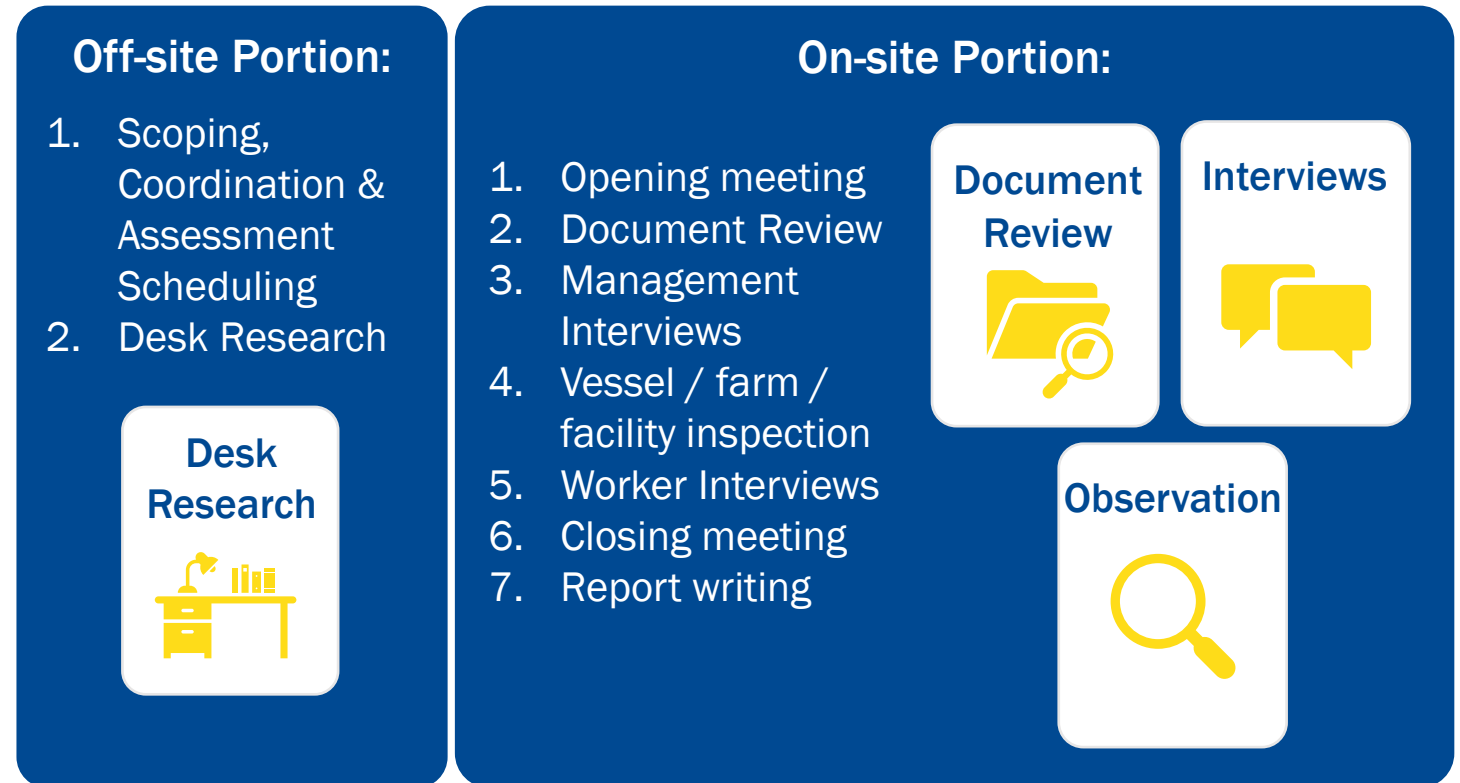 Off-site Portion:
1. Scoping,
Coordination &
Assessment
Scheduling
2. Desk Research
Desk
Research
On-site Portion:
1. Opening meeting
2. Document Review
3. Management
Interviews
4. Vessel / farm /
facility inspection
5. Worker Interviews
6. Closing meeting
7. Report writing
Document
Review
Interviews
Observation